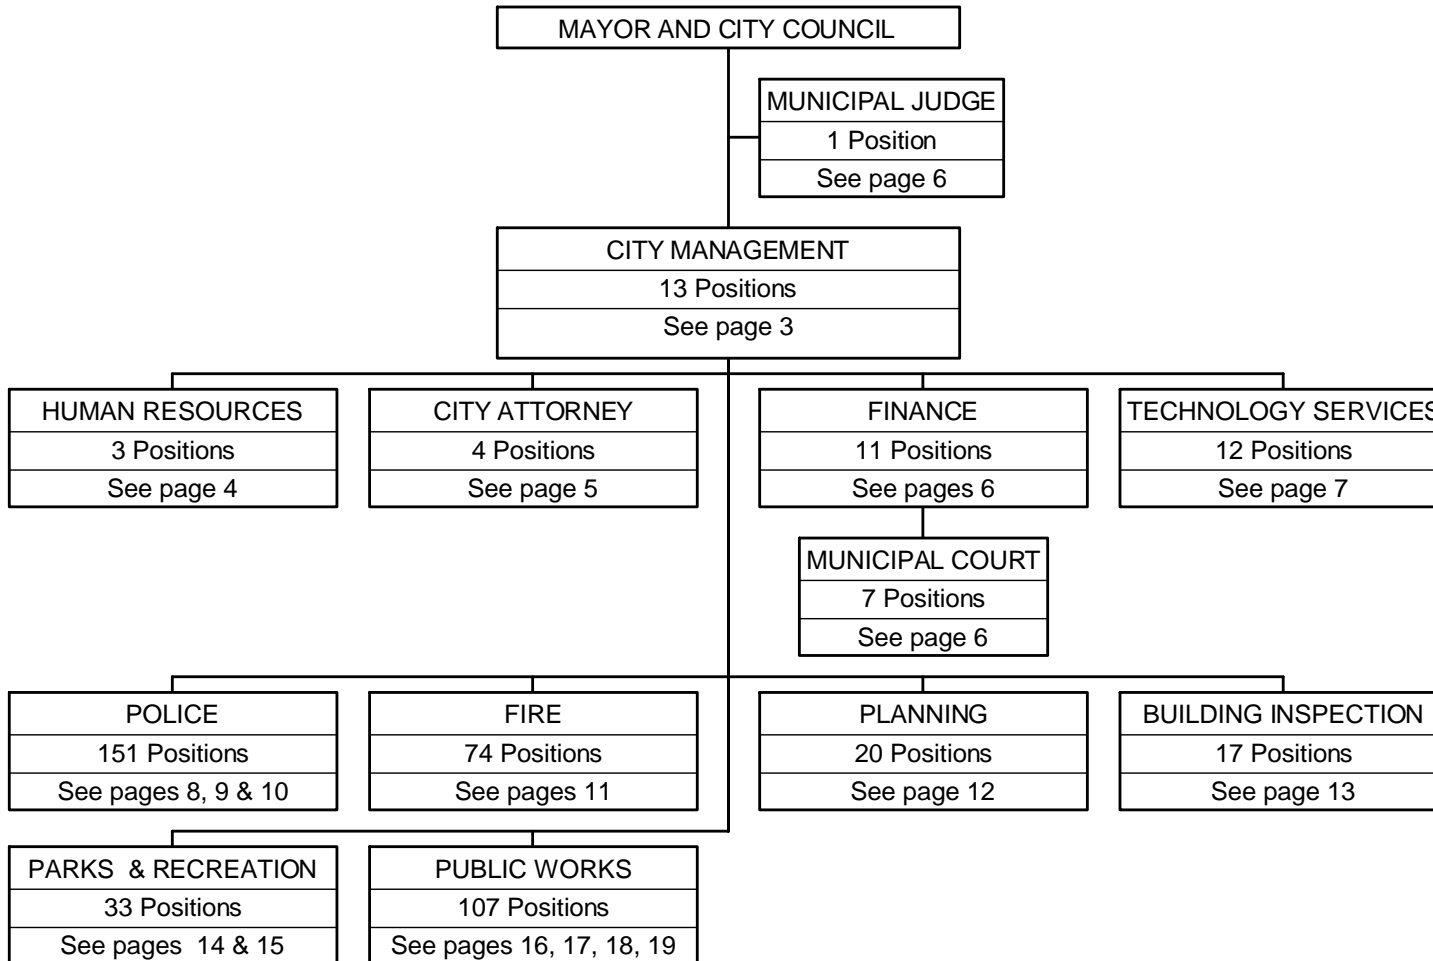 MAYOR AND CITY COUNCIL
MUNICIPAL JUDGE
1 Position
See page 6
CITY MANAGEMENT
13 Positions
See page 3
HUMAN RESOURCES
3 Positions
See page 4
CITY ATTORNEY
4 Positions
See page 5
FINANCE
11 Positions
See pages 6
TECHNOLOGY SERVICES
12 Positions
See page 7
MUNICIPAL COURT
7 Positions
See page 6
POLICE
151 Positions
See pages 8, 9 & 10
FIRE
74 Positions
See pages 11
PLANNING
20 Positions
See page 12
BUILDING INSPECTION
17 Positions
See page 13
PARKS & RECREATION
33 Positions
See pages 14 & 15
PUBLIC WORKS
107 Positions
See pages 16, 17, 18, 19